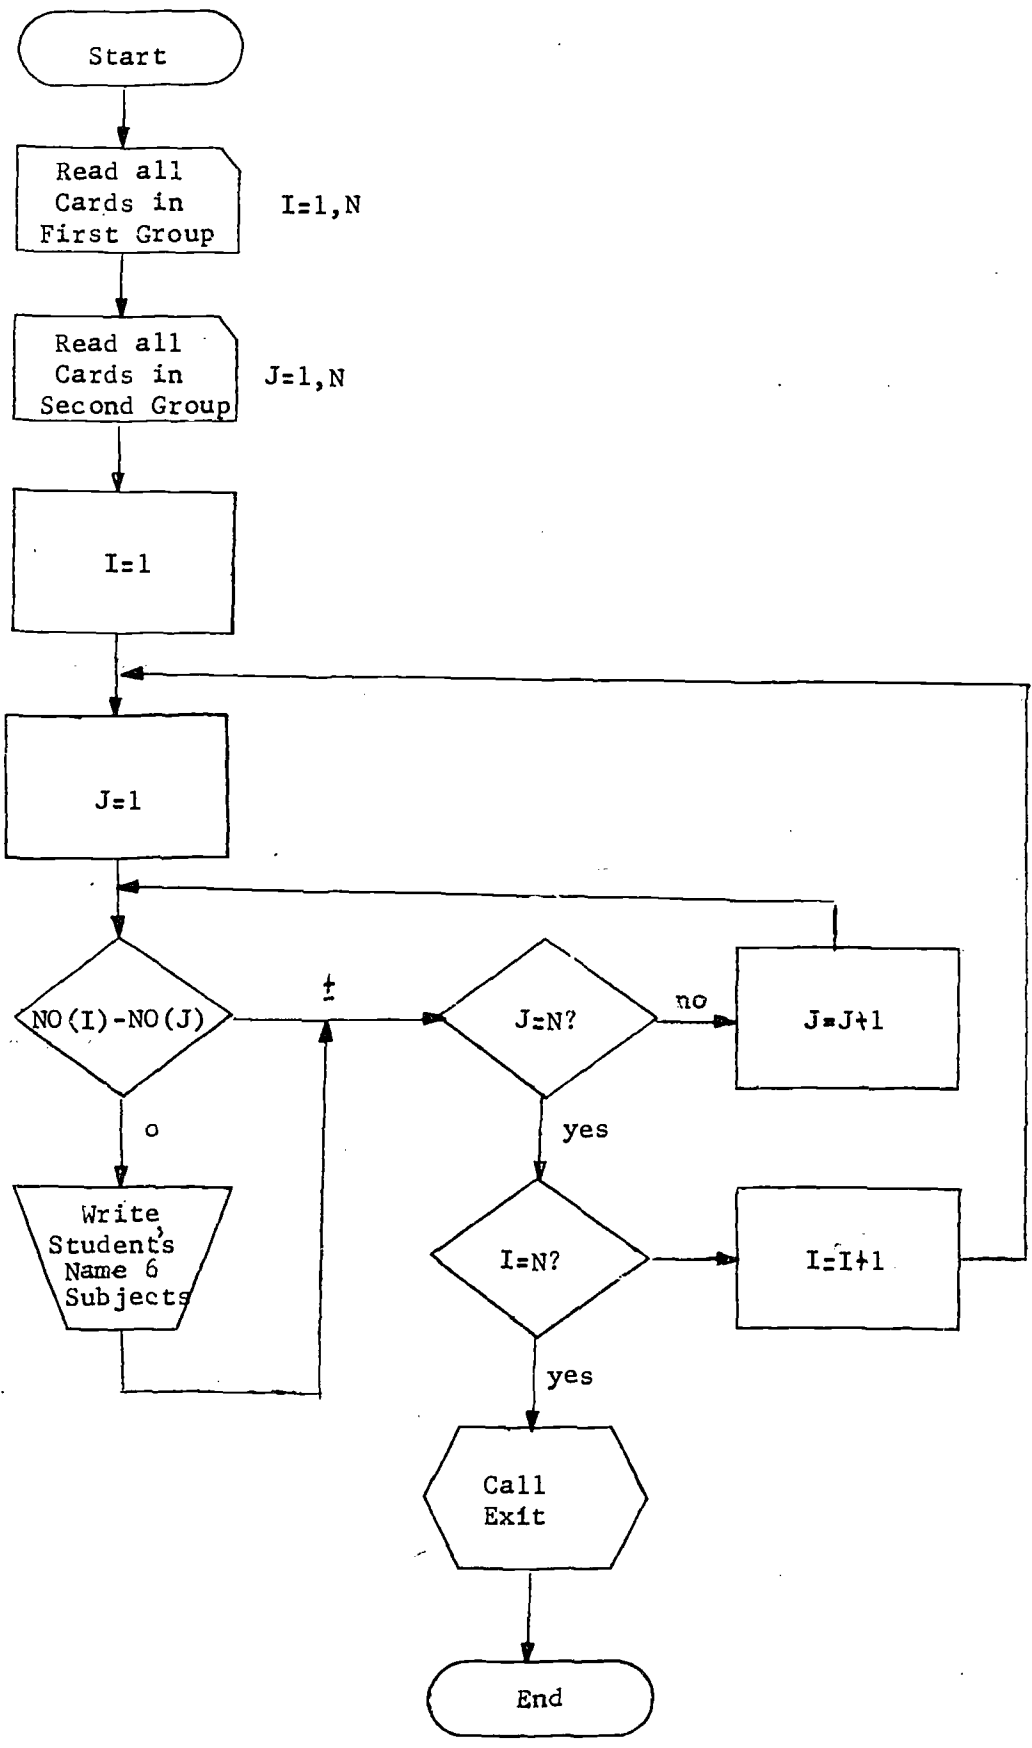 Start
Read all
Cards in
First Group
I=1,N
Read all
Cards in
Second Group
J=1,N
I=1
J=1
NO(I)-NO(J)
±
J=N?
no
J=J+1
o
yes
Write
Student's
Name 6
Subjects
I=N?
I=I+1
yes
Call
Exit
End